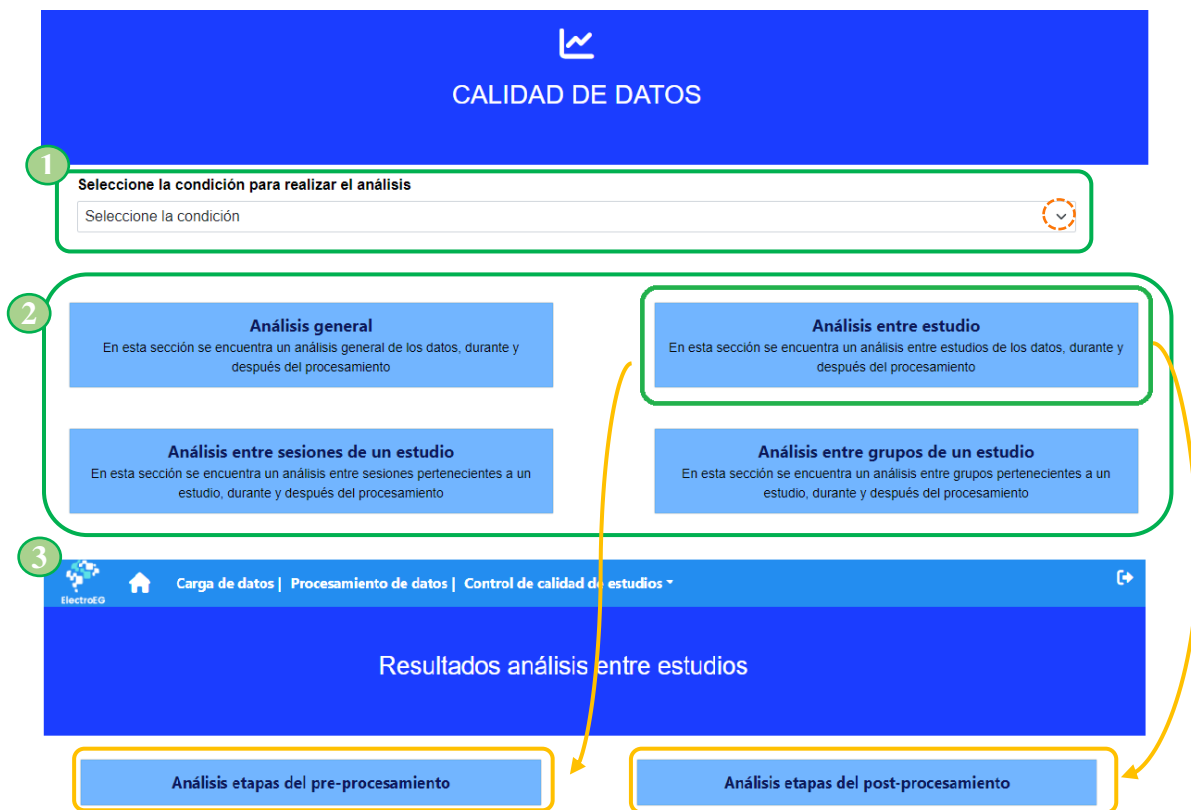 CALIDAD DE DATOS
1
Seleccione la condición para realizar el análisis
Seleccione la condición
2
Análisis general
En esta sección se encuentra un análisis general de los datos, durante y
después del procesamiento
Análisis entre estudio
En esta sección se encuentra un análisis entre estudios de los datos, durante y
después del procesamiento
Análisis entre sesiones de un estudio
En esta sección se encuentra un análisis entre sesiones pertenecientes a un
estudio, durante y después del procesamiento
Análisis entre grupos de un estudio
En esta sección se encuentra un análisis entre grupos pertenecientes a un
estudio, durante y después del procesamiento
3
ElectroEG
Carga de datos | Procesamiento de datos | Control de calidad de estudios
Resultados análisis entre estudios
Análisis etapas del pre-procesamiento
Análisis etapas del post-procesamiento